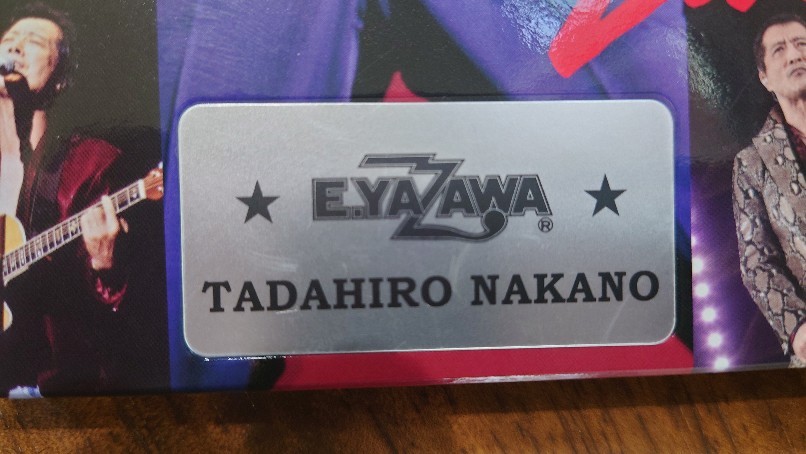 ★ E.YAZAWA ® ★
TADAHIRO NAKANO